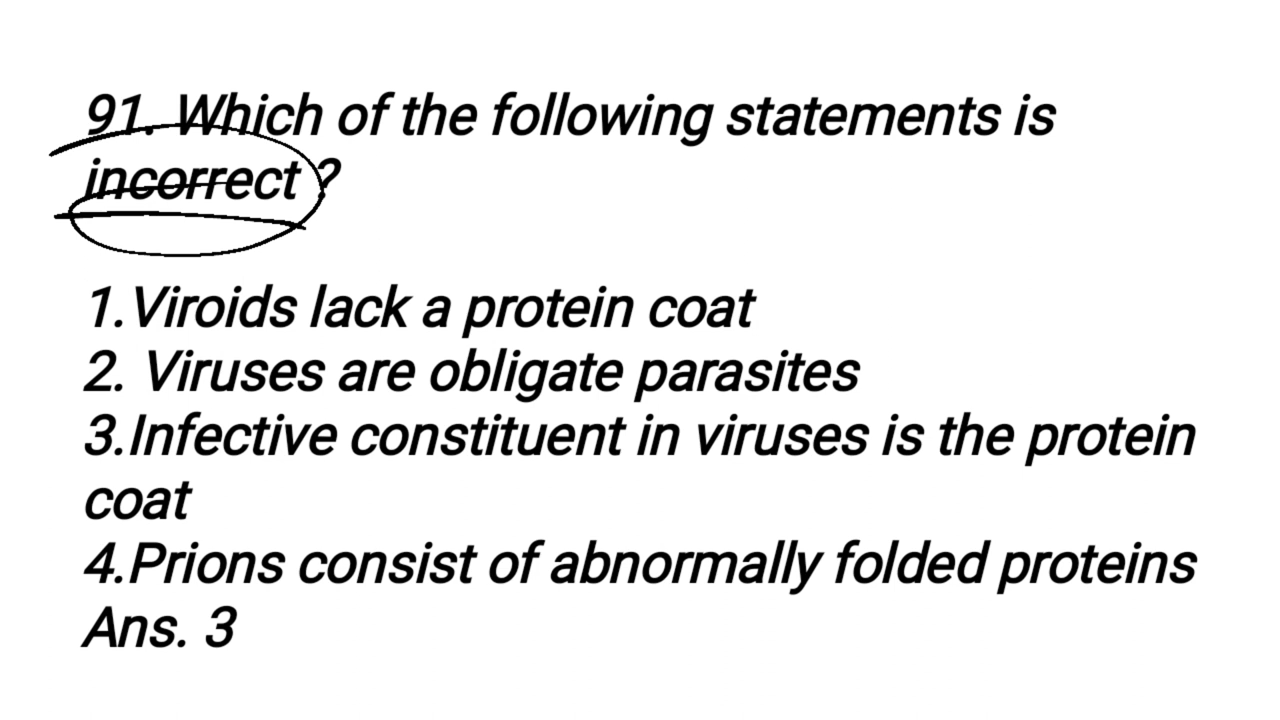 91. Which of the following statements is
incorrect ?
1.Viroids lack a protein coat
2. Viruses are obligate parasites
3.Infective constituent in viruses is the protein
coat
4.Prions consist of abnormally folded proteins
Ans. 3